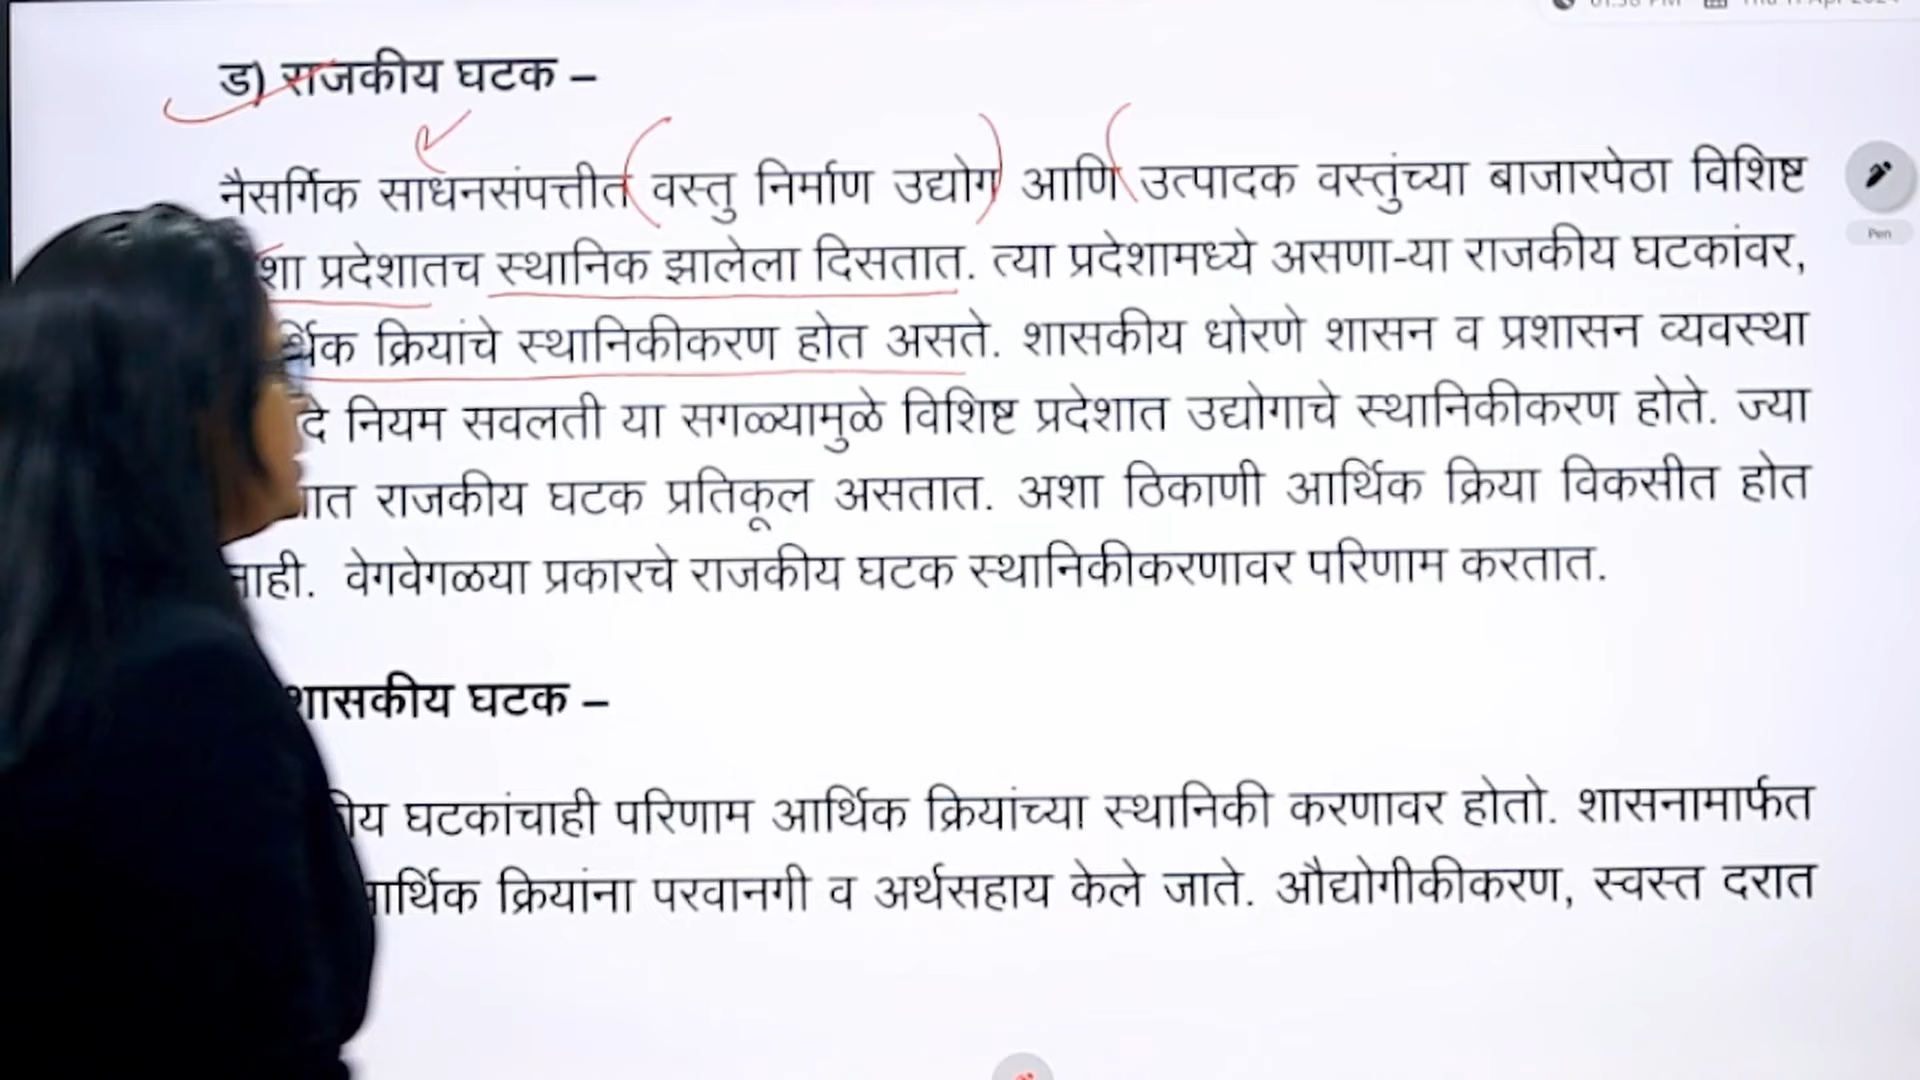 ड) राजकीय घटक –
नैसर्गिक साधनसंपत्तीत वस्तु निर्माण उद्योग आणि उत्पादक वस्तुंच्या बाजारपेठा विशिष्ट
प्रदेशातच स्थानिक झालेला दिसतात. त्या प्रदेशामध्ये असणा-या राजकीय घटकांवर,
क्रियांचे स्थानिकीकरण होत असते. शासकीय धोरणे शासन व प्रशासन व्यवस्था
नियम सवलती या सगळ्यामुळे विशिष्ट प्रदेशात उद्योगाचे स्थानिकीकरण होते. ज्या
राजकीय घटक प्रतिकूल असतात. अशा ठिकाणी आर्थिक क्रिया विकसीत होत
नाही. वेगवेगळया प्रकारचे राजकीय घटक स्थानिकीकरणावर परिणाम करतात.
शासकीय घटक –
घटकांचाही परिणाम आर्थिक क्रियांच्या स्थानिकी करणावर होतो. शासनामार्फत
आर्थिक क्रियांना परवानगी व अर्थसहाय केले जाते. औद्योगीकीकरण, स्वस्त दरात
Pen